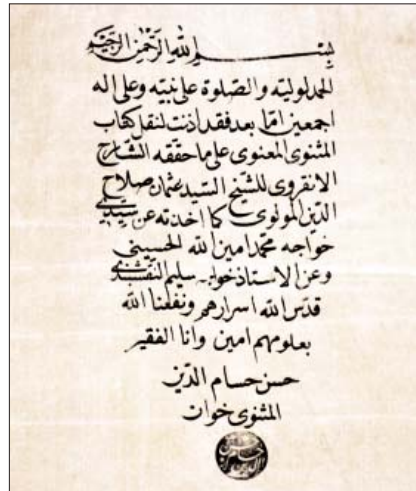 بسم الله الرحمن الرحيم
الحمد لوليه والصلوة على نبيه وعلى اله
اجمعين اما بعد فقد اذنت لنقل كتاب
المثنوى المعنوى على ما حققه الشارح
الانقروى للشيخ السيد عثمان صلاح
الدين المولوى كما اخذته عن سيدى
خواجه محمد امين الله الحسينى
وعن الاستاذ خواجه سليم النقشبندى
قدس الله اسرارهم ونفعنا الله
بعلومهم امين وانا الفقير
حسن حسام الدين
المثنوى خوان